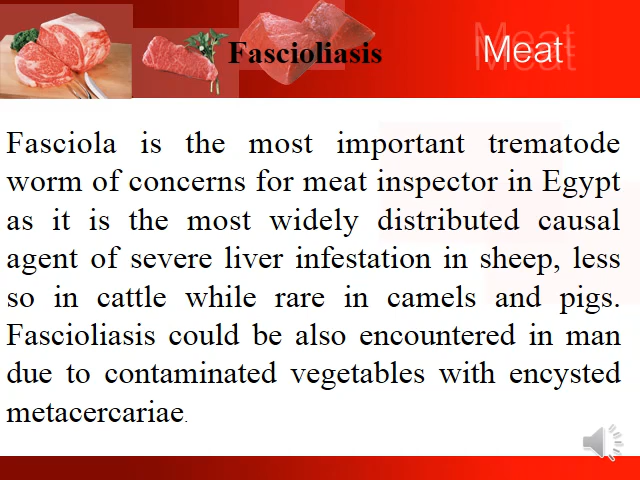 Fascioliasis
Meat
Fasciola is the most important trematode
worm of concerns for meat inspector in Egypt
as it is the most widely distributed causal
agent of severe liver infestation in sheep, less
so in cattle while rare in camels and pigs.
Fascioliasis could be also encountered in man
due to contaminated vegetables with encysted
metacercariae.